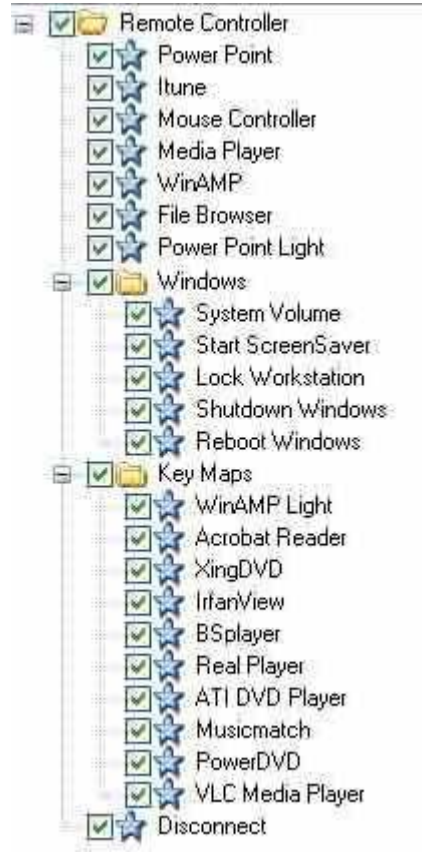 Remote Controller
Power Point
Itune
Mouse Controller
Media Player
WinAMP
File Browser
Power Point Light
Windows
System Volume
Start ScreenSaver
Lock Workstation
Shutdown Windows
Reboot Windows
Key Maps
WinAMP Light
Acrobat Reader
XingDVD
IrfanView
BSplayer
Real Player
ATI DVD Player
Musicmatch
PowerDVD
VLC Media Player
Disconnect